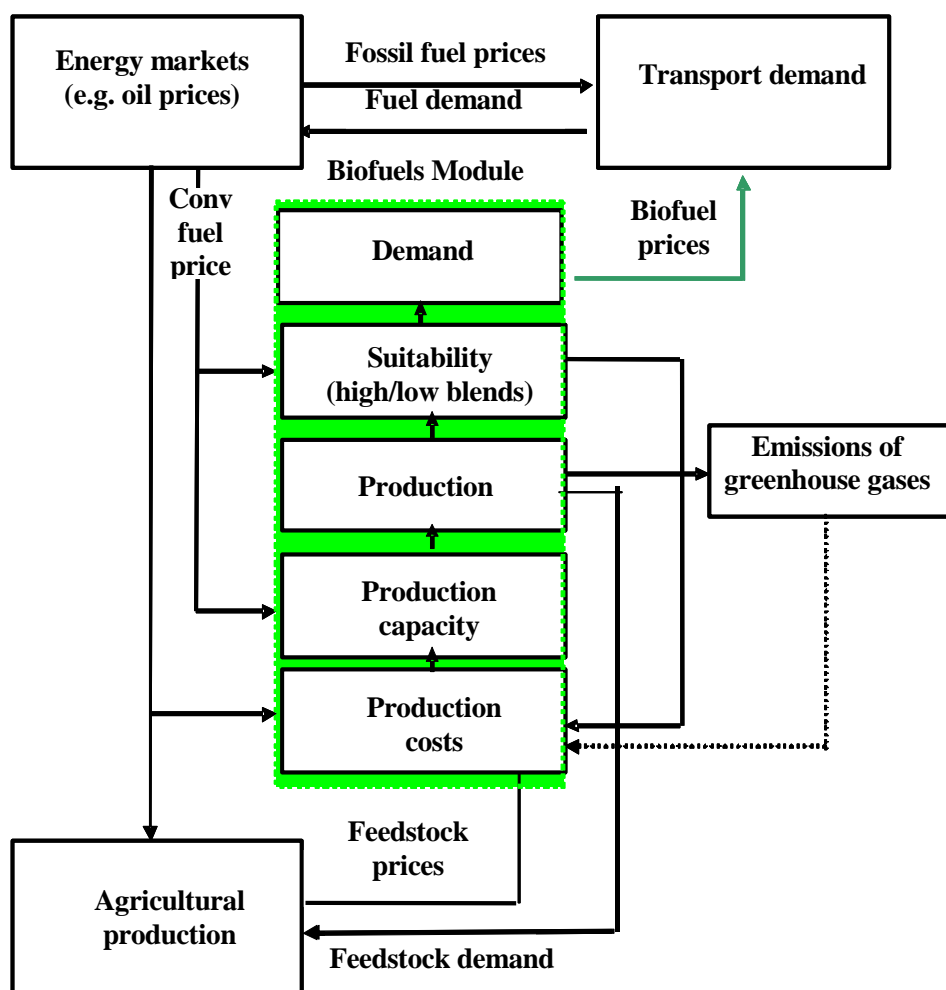 Energy markets
(e.g. oil prices)
Fossil fuel prices
Fuel demand
Transport demand
Biofuels Module
Conv
fuel
price
Biofuel
prices
Demand
Suitability
(high/low blends)
Production
Emissions of
greenhouse gases
Production
capacity
Production
costs
Feedstock
prices
Agricultural
production
Feedstock demand